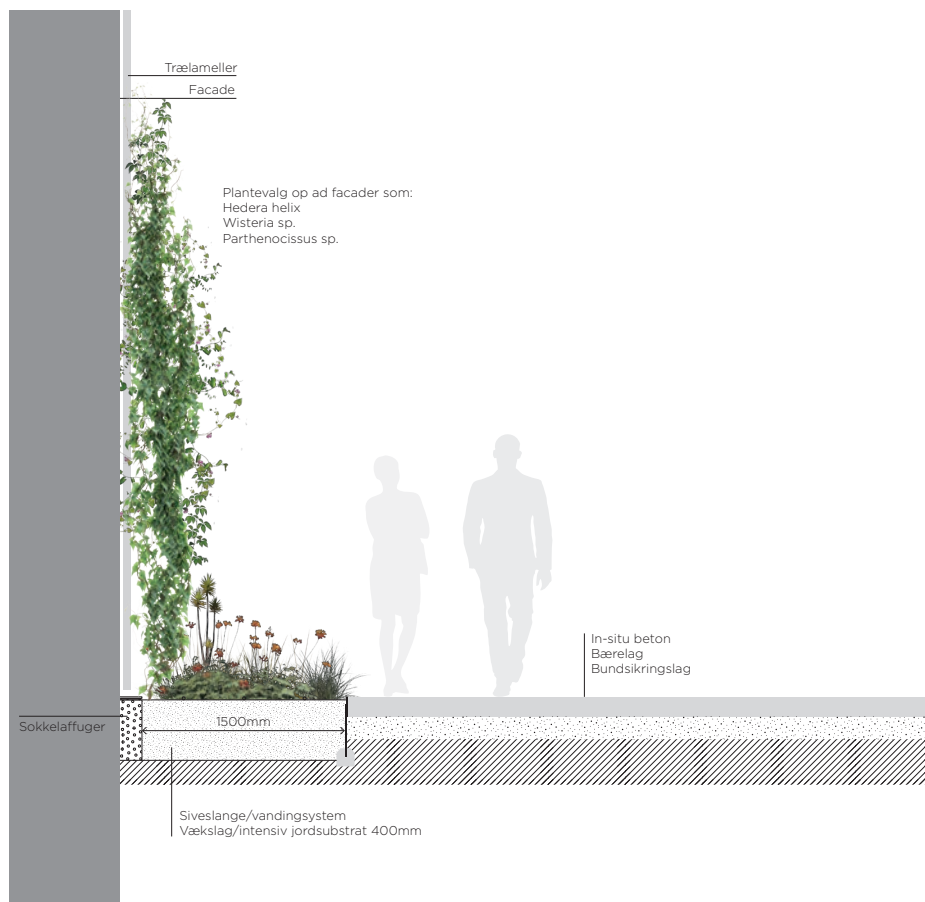 Trælameller
Facade
Plantevalg op ad facader som:
Hedera helix
Wisteria sp.
Parthenocissus sp.
In-situ beton
Bærelag
Bundsikringslag
Sokkelaffuger
1500mm
Siveslange/vandingsystem
Vækslag/intensiv jordsubstrat 400mm